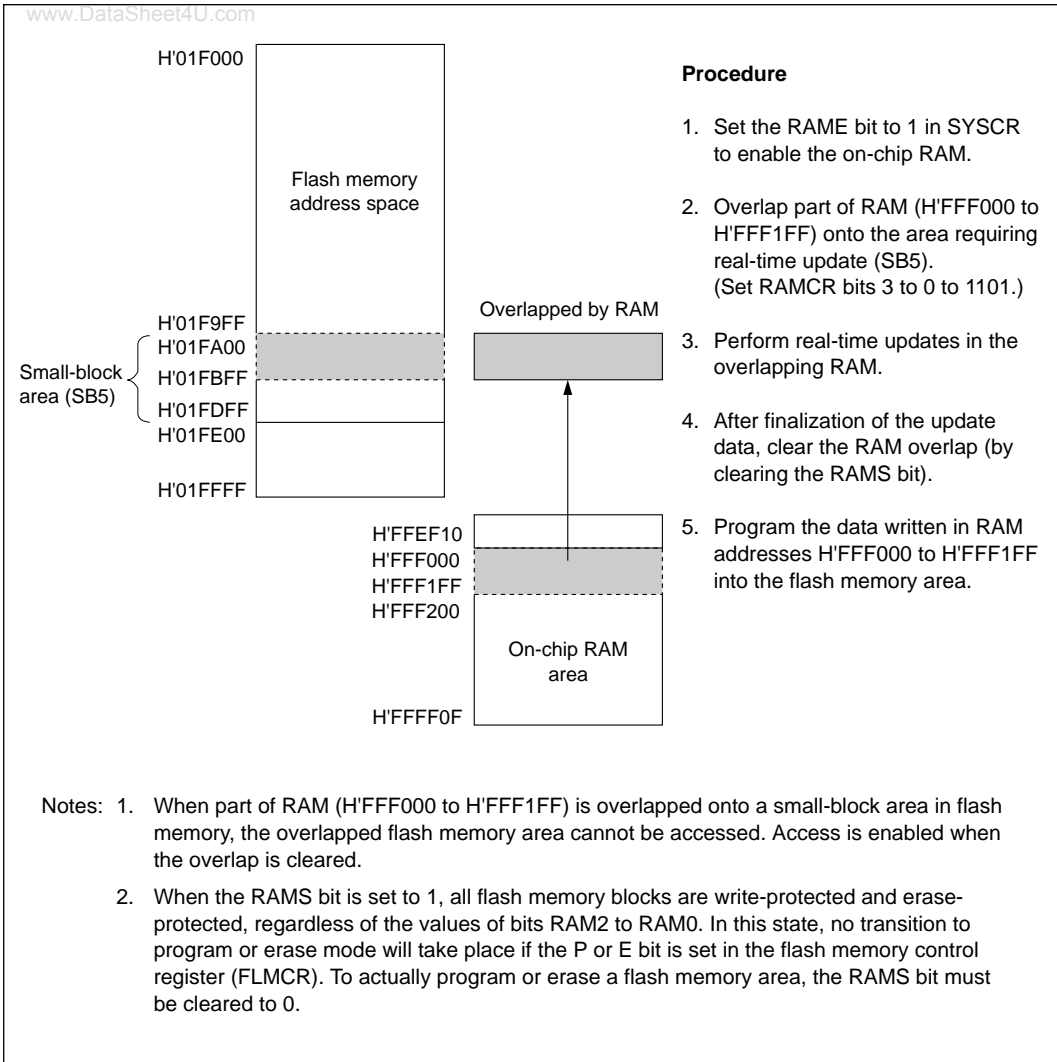 www.DataSheet4U.com
H'01F000
Flash memory
address space
H'01F9FF
H'01FA00
H'01FBFF
H'01FDFF
H'01FE00
H'01FFFF
Small-block
area (SB5)
Overlapped by RAM
H'FFEF10
H'FFF000
H'FFF1FF
H'FFF200
On-chip RAM
area
H'FFFF0F
Procedure
1. Set the RAME bit to 1 in SYSCR
to enable the on-chip RAM.
2. Overlap part of RAM (H'FFF000 to
H'FFF1FF) onto the area requiring
real-time update (SB5).
(Set RAMCR bits 3 to 0 to 1101.)
3. Perform real-time updates in the
overlapping RAM.
4. After finalization of the update
data, clear the RAM overlap (by
clearing the RAMS bit).
5. Program the data written in RAM
addresses H'FFF000 to H'FFF1FF
into the flash memory area.
Notes: 1. When part of RAM (H'FFF000 to H'FFF1FF) is overlapped onto a small-block area in flash
memory, the overlapped flash memory area cannot be accessed. Access is enabled when
the overlap is cleared.
2. When the RAMS bit is set to 1, all flash memory blocks are write-protected and erase-
protected, regardless of the values of bits RAM2 to RAM0. In this state, no transition to
program or erase mode will take place if the P or E bit is set in the flash memory control
register (FLMCR). To actually program or erase a flash memory area, the RAMS bit must
be cleared to 0.